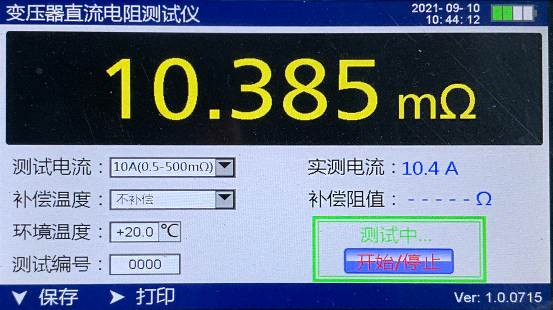 变压器直流电阻测试仪
2021-09-10
10:44:12
10.385 mΩ
测试电流：10A(0.5-500mΩ)
实测电流：10.4 A
补偿温度：不补偿
补偿阻值：-----Ω
环境温度：+20.0 ℃
测试中...
测试编号：0000
开始/停止
保存 打印 Ver: 1.0.0715